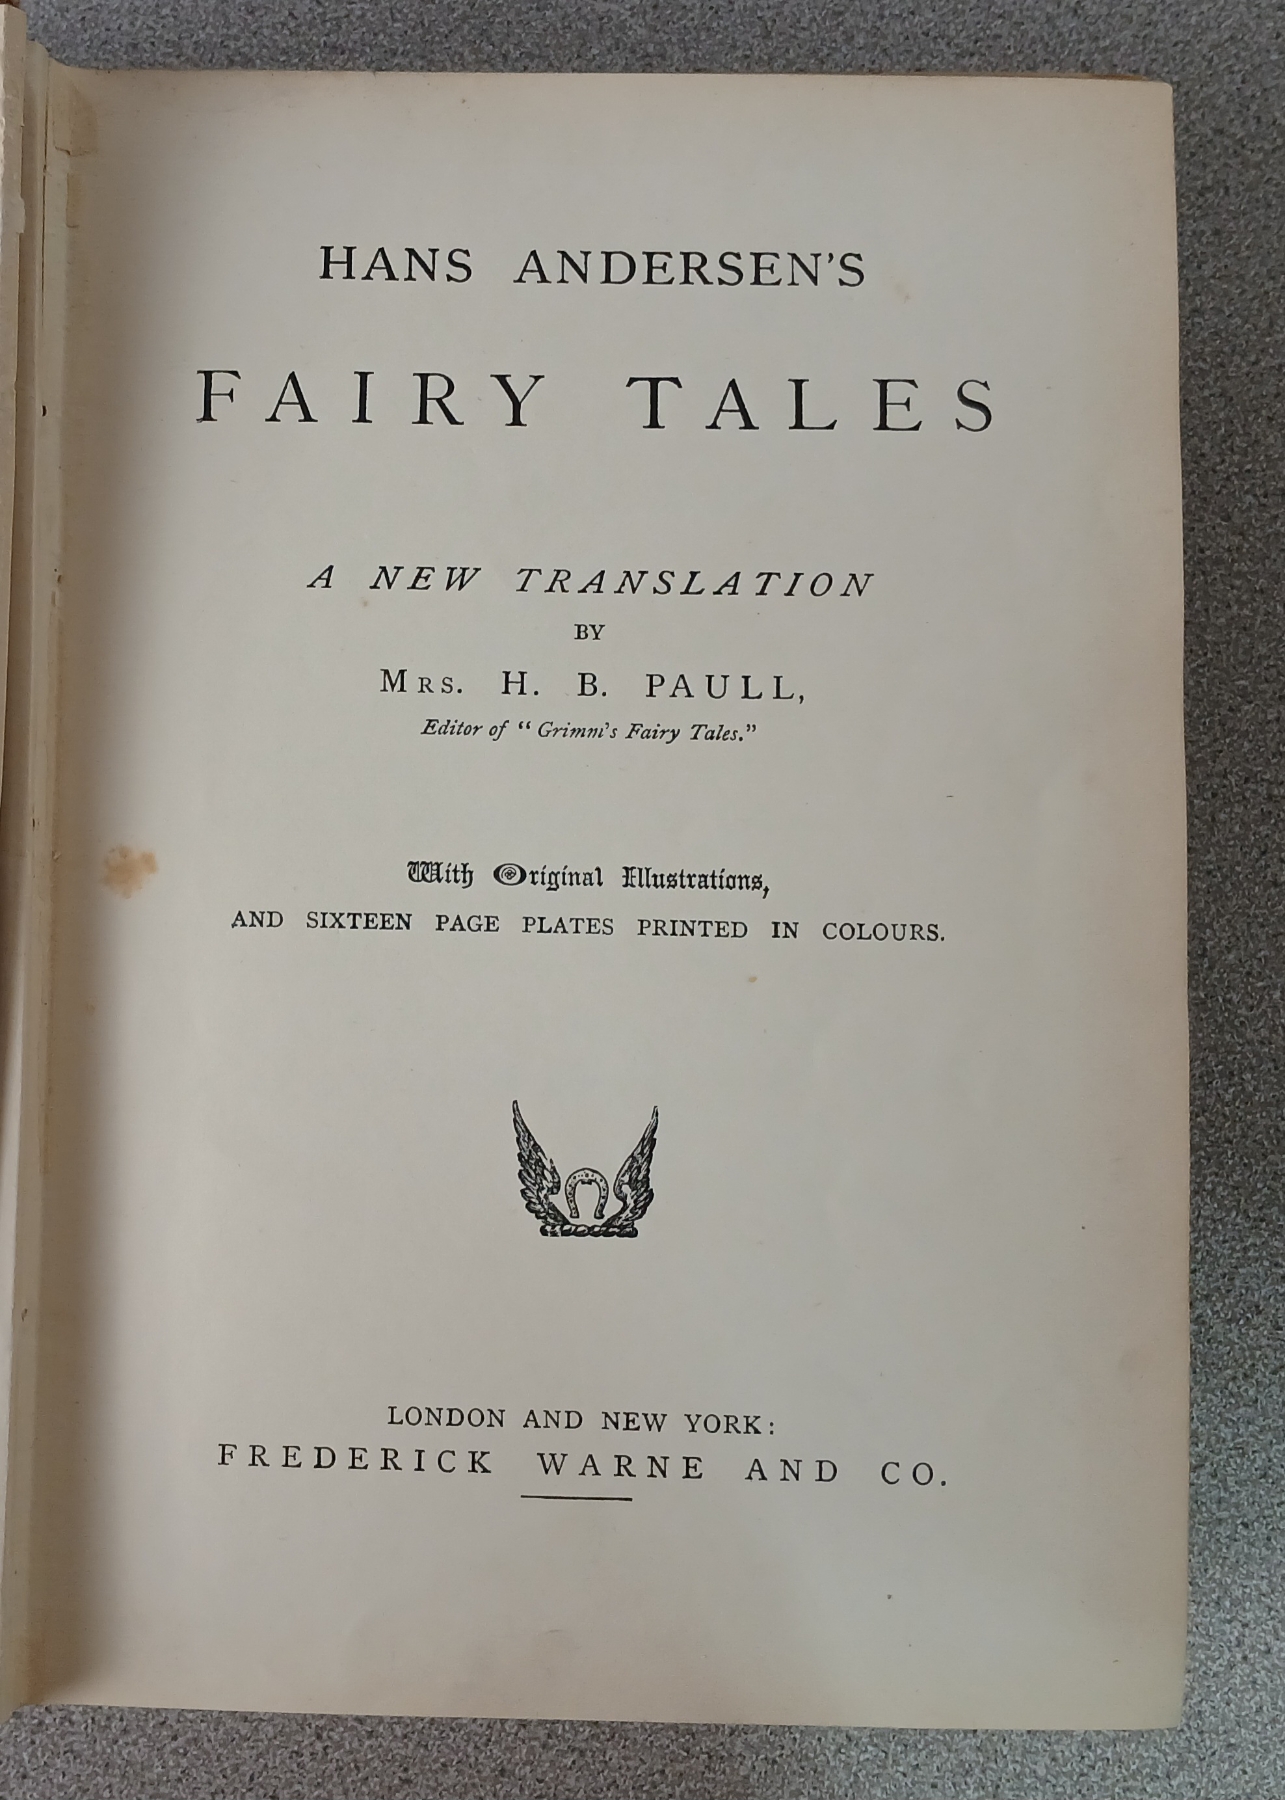 HANS ANDERSEN'S
FAIRY TALES
A NEW TRANSLATION
BY
MRS. H. B. PAULL,
Editor of “Grimm's Fairy Tales.”
With Original Illustrations,
AND SIXTEEN PAGE PLATES PRINTED IN COLOURS.
LONDON AND NEW YORK:
FREDERICK WARNE AND CO.